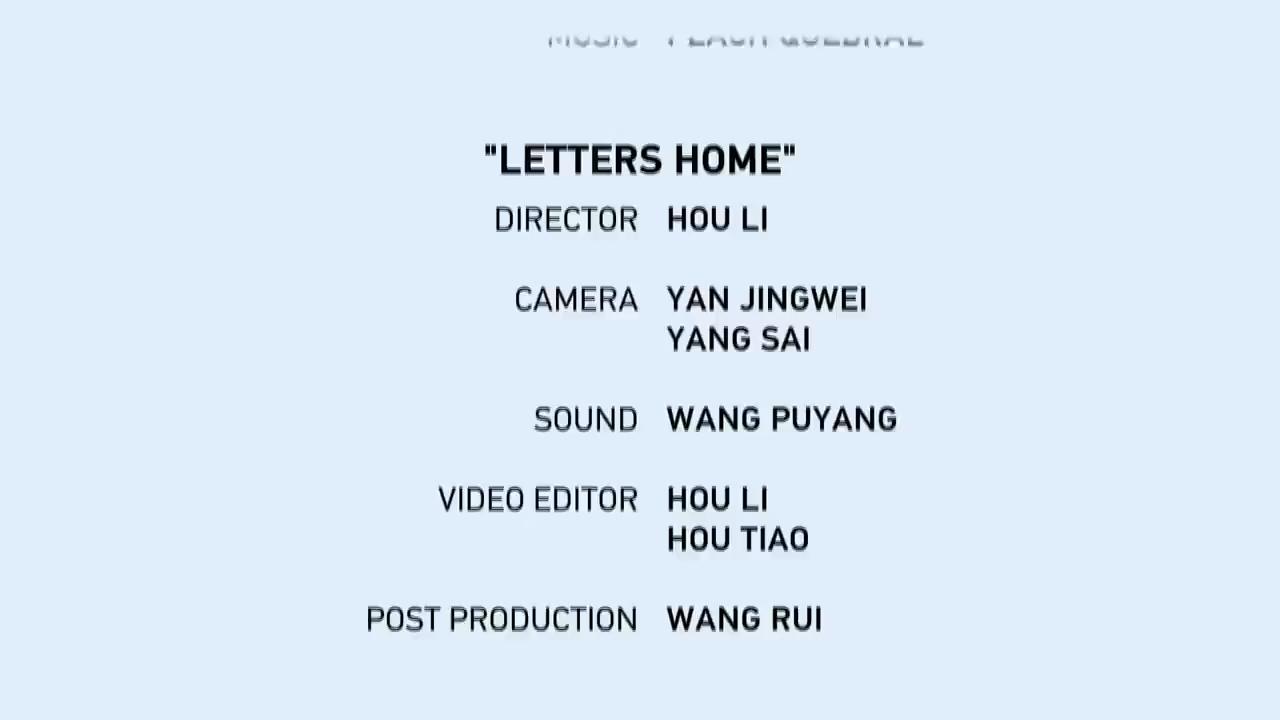 "LETTERS HOME"
DIRECTOR HOU LI
CAMERA YAN JINGWEI
YANG SAI
SOUND WANG PUYANG
VIDEO EDITOR HOU LI
HOU TIAO
POST PRODUCTION WANG RUI